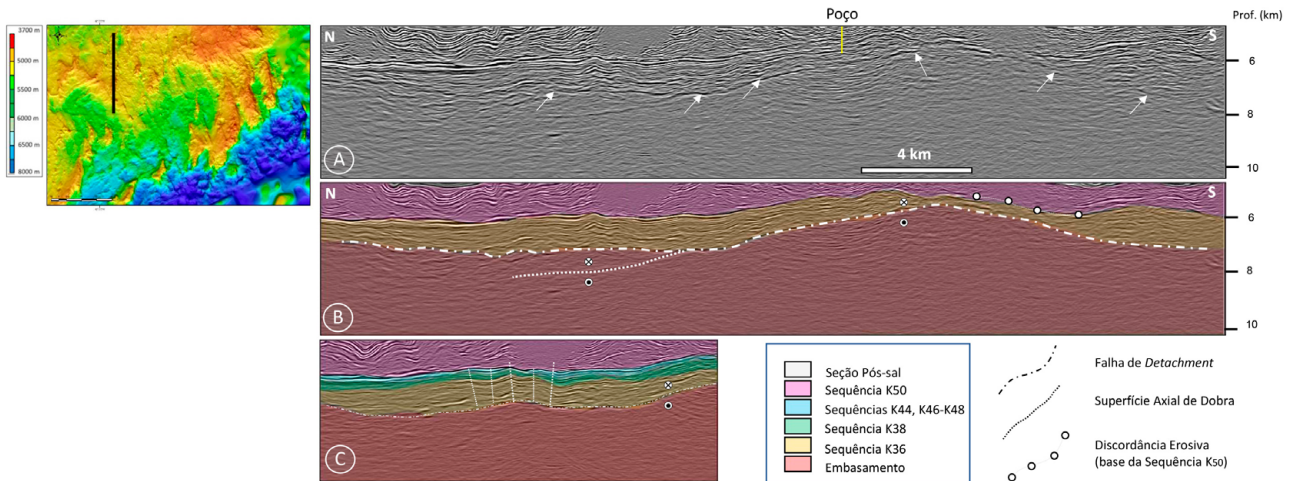 3700 m
5000 m
5500 m
6000 m
6500 m
8000 m
Poço
Prof. (km)
N
S
6
8
10
4 km
A
N
S
6
8
10
B
C
Seção Pós-sal
Sequência K50
Sequências K44, K46-K48
Sequência K38
Sequência K36
Embasamento
Falha de Detachment
Superfície Axial de Dobra
Discordância Erosiva
(base da Sequência K50)